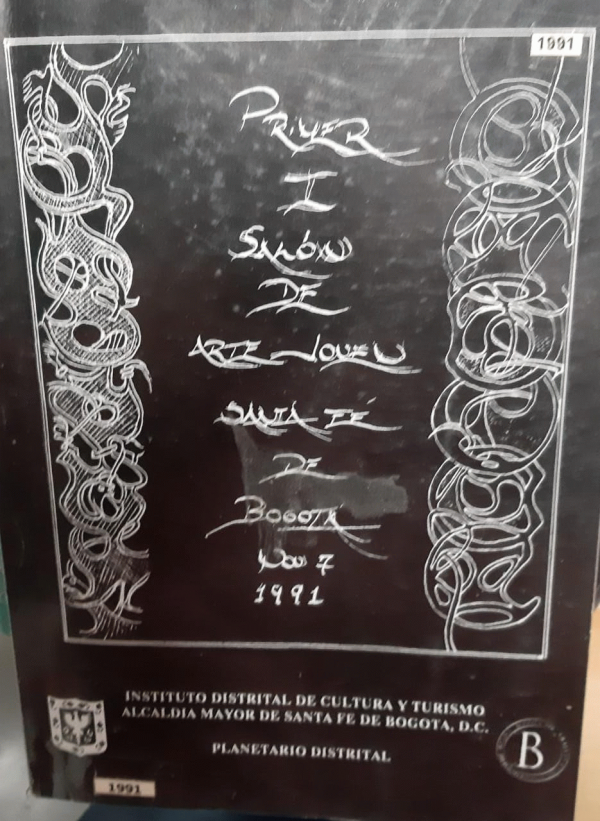 1991
PRIMER
I
SALÓN
DE
ARTE JOVEN
SANTA FÉ
DE
BOGOTÁ
Nov 7
1991
INSTITUTO DISTRITAL DE CULTURA Y TURISMO
ALCALDIA MAYOR DE SANTA FE DE BOGOTA, D.C.
PLANETARIO DISTRITAL
B
1991